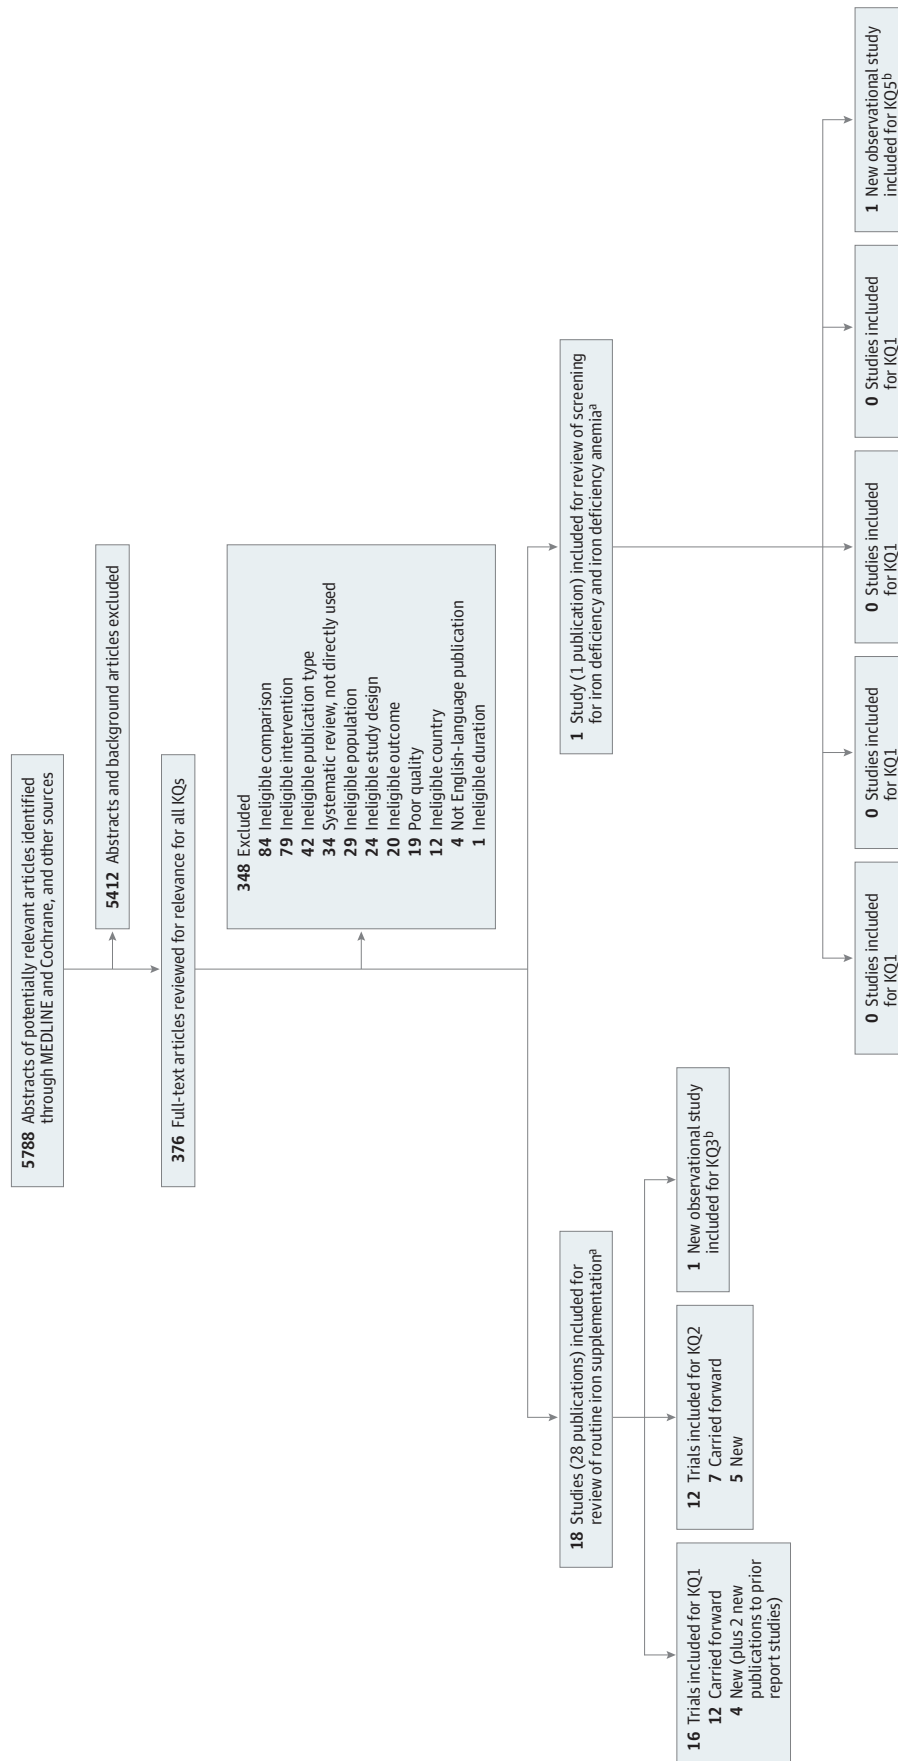 5788 Abstracts of potentially relevant articles identified
through MEDLINE and Cochrane, and other sources
5412 Abstracts and background articles excluded
376 Full-text articles reviewed for relevance for all KQs
348 Excluded
84 Ineligible comparison
79 Ineligible intervention
42 Ineligible publication type
34 Systematic review, not directly used
29 Ineligible population
24 Ineligible study design
20 Ineligible outcome
19 Poor quality
12 Ineligible country
4 Not English-language publication
1 Ineligible duration
18 Studies (28 publications) included for
review of routine iron supplementationa
1 Study (1 publication) included for review of screening
for iron deficiency and iron deficiency anemiaa
16 Trials included for KQ1
12 Carried forward
4 New (plus 2 new
publications to prior
report studies)
12 Trials included for KQ2
7 Carried forward
5 New
1 New observational study
included for KQ3b
0 Studies included
for KQ1
0 Studies included
for KQ1
0 Studies included
for KQ1
0 Studies included
for KQ1
1 New observational study
included for KQ5b